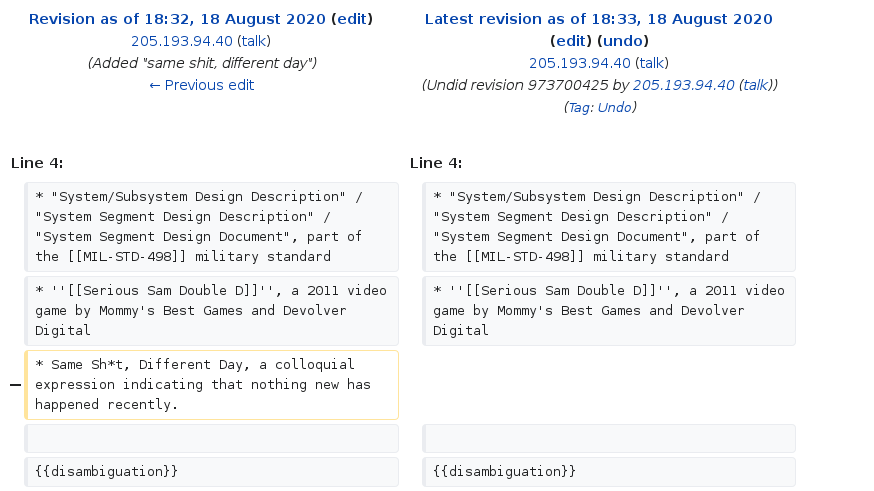 Revision as of 18:32, 18 August 2020 (edit)
205.193.94.40 (talk)
(Added "same shit, different day")
← Previous edit
Latest revision as of 18:33, 18 August 2020
(edit) (undo)
205.193.94.40 (talk)
(Undid revision 973700425 by 205.193.94.40 (talk))
(Tag: Undo)
Line 4:
Line 4:
* "System/Subsystem Design Description" /
"System Segment Design Description" /
"System Segment Design Document", part of
the [[MIL-STD-498]] military standard
* "System/Subsystem Design Description" /
"System Segment Design Description" /
"System Segment Design Document", part of
the [[MIL-STD-498]] military standard
* ''[[Serious Sam Double D]]'', a 2011 video
game by Mommy's Best Games and Devolver
Digital
* ''[[Serious Sam Double D]]'', a 2011 video
game by Mommy's Best Games and Devolver
Digital
− * Same Sh*t, Different Day, a colloquial
expression indicating that nothing new has
happened recently.
{{disambiguation}}
{{disambiguation}}